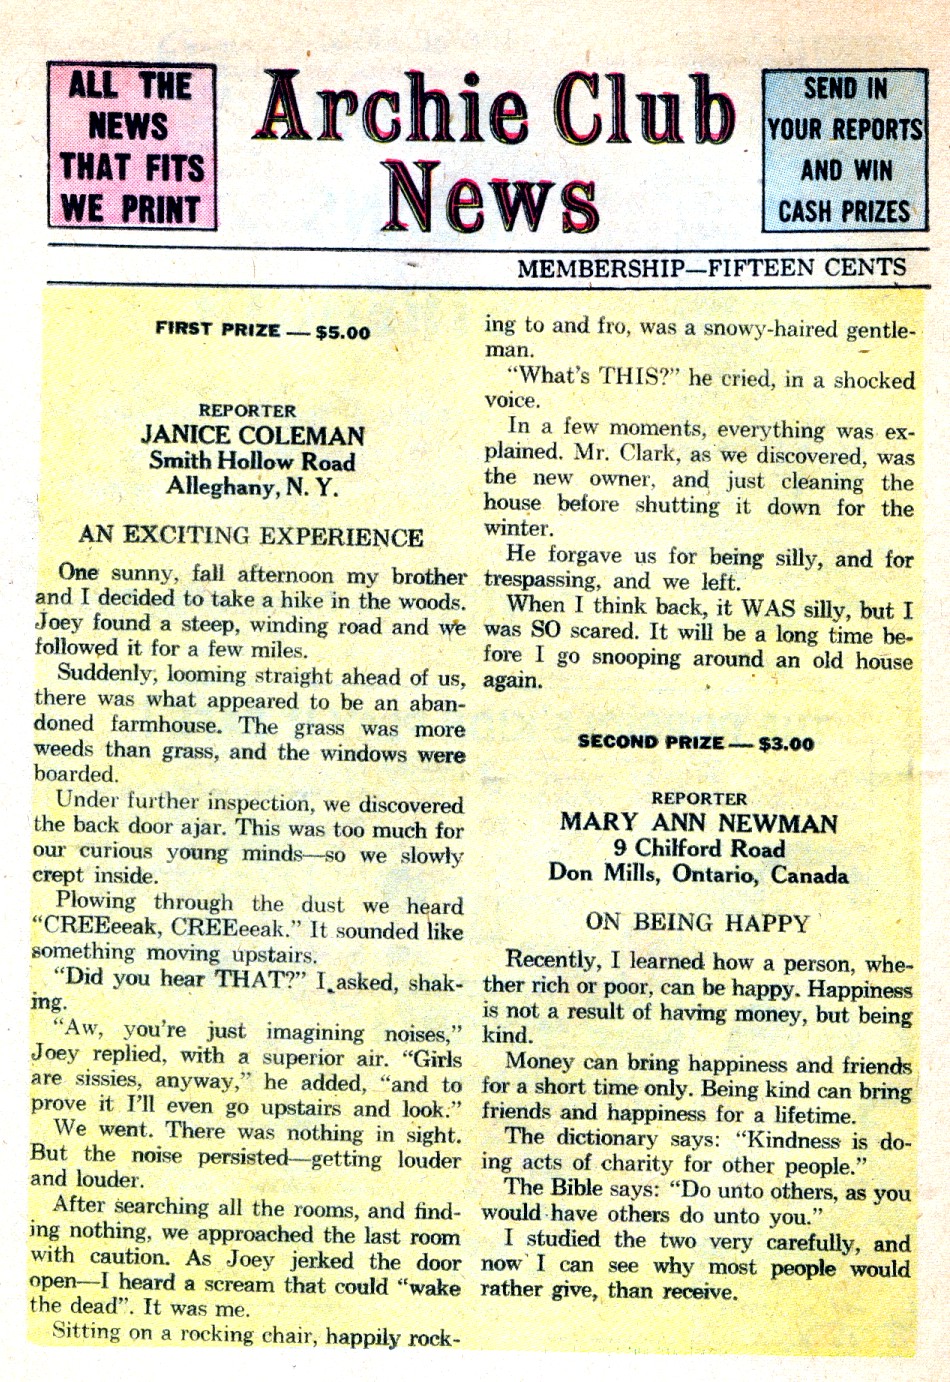 ALL THE
NEWS
THAT FITS
WE PRINT
Archie Club
News
SEND IN
YOUR REPORTS
AND WIN
CASH PRIZES
MEMBERSHIP—FIFTEEN CENTS
FIRST PRIZE — $5.00
REPORTER
JANICE COLEMAN
Smith Hollow Road
Alleghany, N. Y.
AN EXCITING EXPERIENCE
One sunny, fall afternoon my brother
and I decided to take a hike in the woods.
Joey found a steep, winding road and we
followed it for a few miles.
Suddenly, looming straight ahead of us,
there was what appeared to be an aban-
doned farmhouse. The grass was more
weeds than grass, and the windows were
boarded.
Under further inspection, we discovered
the back door ajar. This was too much for
our curious young minds—so we slowly
crept inside.
Plowing through the dust we heard
"CREEeeak, CREEeeak." It sounded like
something moving upstairs.
"Did you hear THAT?" I asked, shak-
ing.
"Aw, you're just imagining noises,"
Joey replied, with a superior air. "Girls
are sissies, anyway," he added, "and to
prove it I'll even go upstairs and look."
We went. There was nothing in sight.
But the noise persisted—getting louder
and louder.
After searching all the rooms, and find-
ing nothing, we approached the last room
with caution. As Joey jerked the door
open—I heard a scream that could "wake
the dead". It was me.
Sitting on a rocking chair, happily rock-
ing to and fro, was a snowy-haired gentle-
man.
"What's THIS?" he cried, in a shocked
voice.
In a few moments, everything was ex-
plained. Mr. Clark, as we discovered, was
the new owner, and just cleaning the
house before shutting it down for the
winter.
He forgave us for being silly, and for
trespassing, and we left.
When I think back, it WAS silly, but I
was SO scared. It will be a long time be-
fore I go snooping around an old house
again.
SECOND PRIZE — $3.00
REPORTER
MARY ANN NEWMAN
9 Chilford Road
Don Mills, Ontario, Canada
ON BEING HAPPY
Recently, I learned how a person, whe-
ther rich or poor, can be happy. Happiness
is not a result of having money, but being
kind.
Money can bring happiness and friends
for a short time only. Being kind can bring
friends and happiness for a lifetime.
The dictionary says: "Kindness is do-
ing acts of charity for other people."
The Bible says: "Do unto others, as you
would have others do unto you."
I studied the two very carefully, and
now I can see why most people would
rather give, than receive.